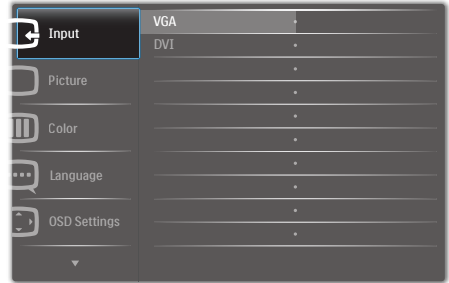 Input
Picture
Color
Language
OSD Settings
VGA
DVI